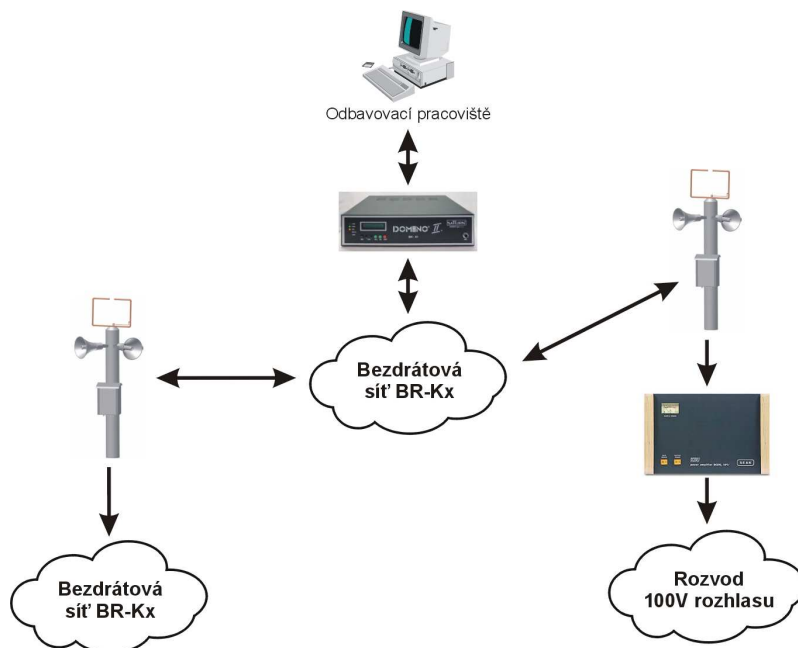 Odbavovací pracoviště
DOMINO II
Bezdrátová
síť BR-Kx
Bezdrátová
síť BR-Kx
Rozvod
100V rozhlasu